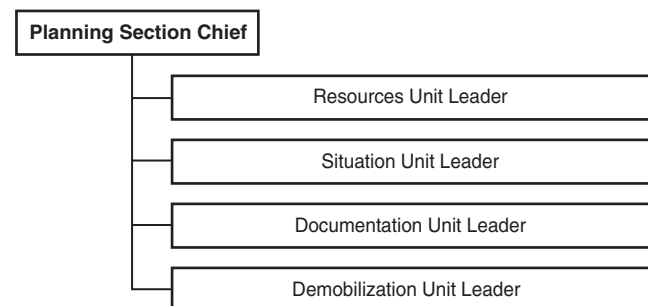 Planning Section Chief
Resources Unit Leader
Situation Unit Leader
Documentation Unit Leader
Demobilization Unit Leader